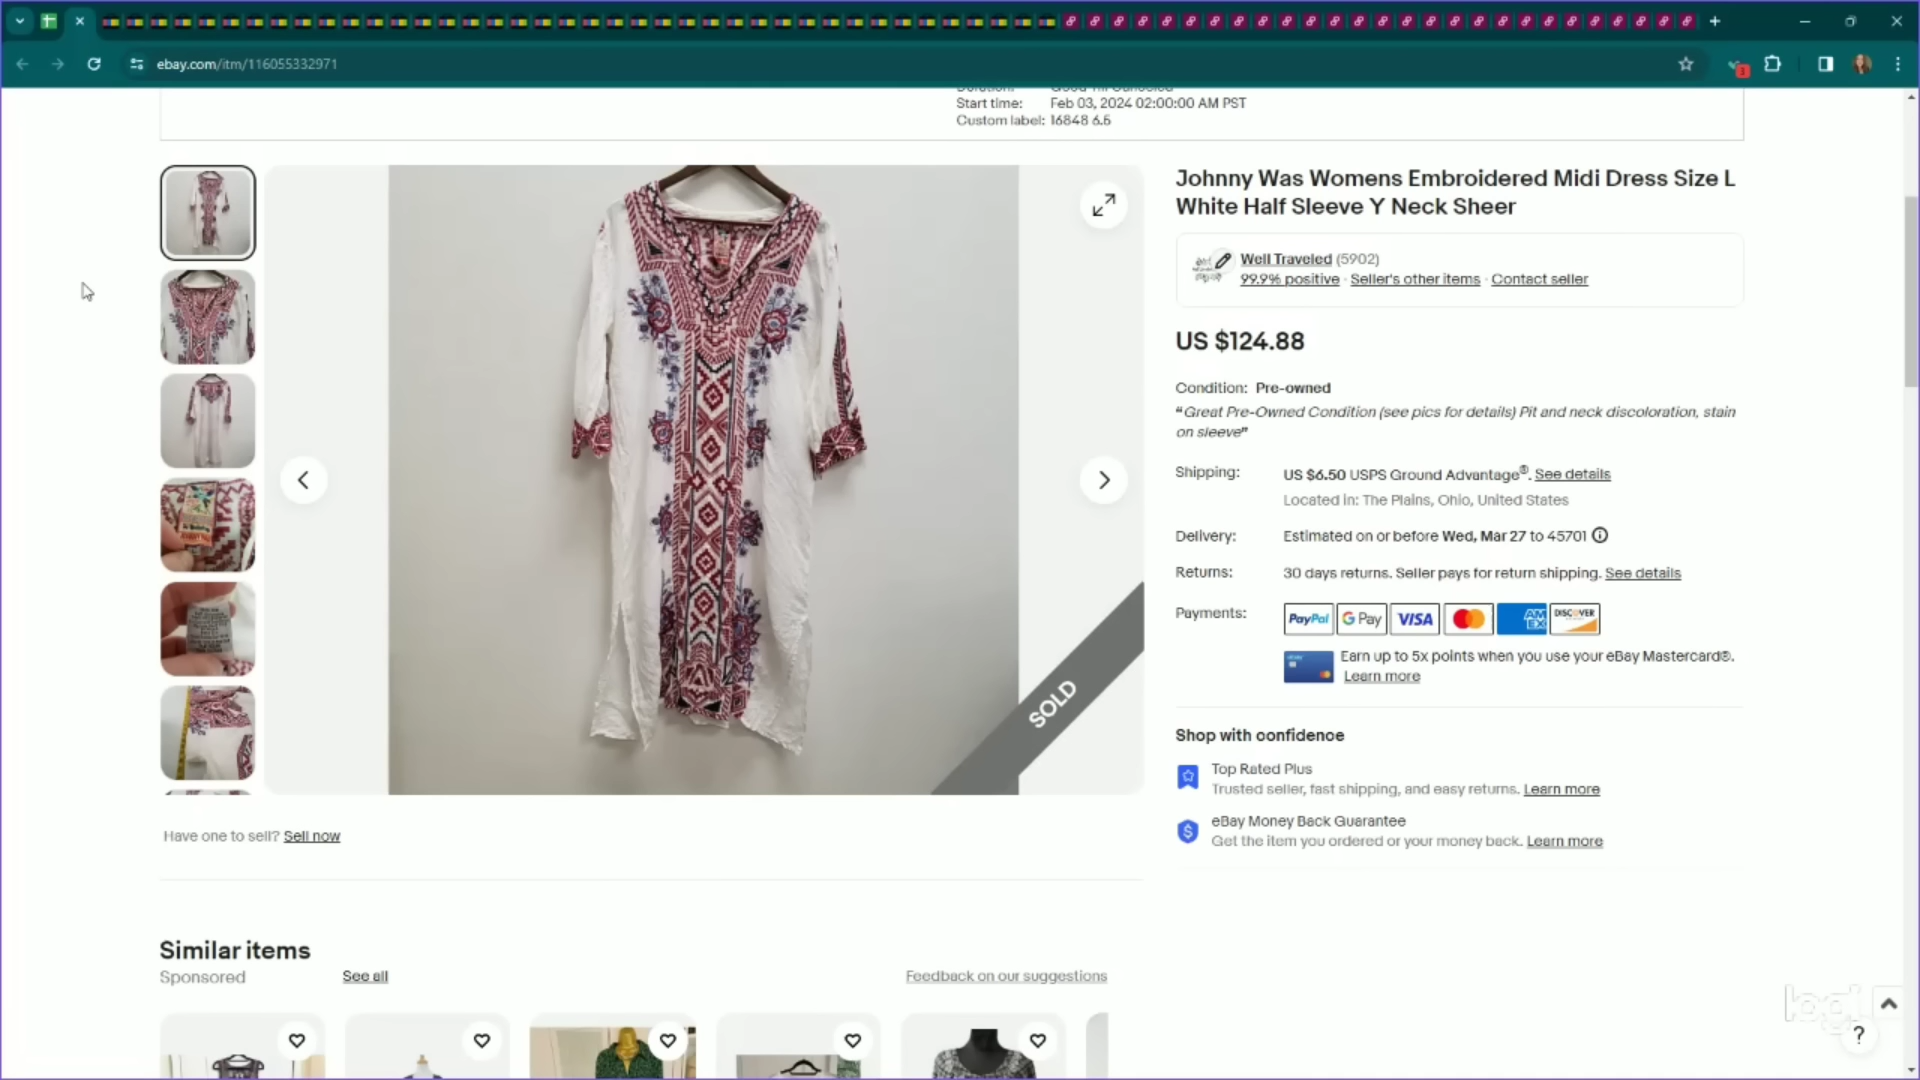 ebay.com/itm/116055332971
Start time: Feb 03, 2024 02:00:00 AM PST
Custom label: 16848 6.5
Johnny Was Womens Embroidered Midi Dress Size L
White Half Sleeve Y Neck Sheer
Well Traveled (5902)
99.9% positive · Seller's other items · Contact seller
US $124.88
Condition: Pre-owned
“Great Pre-Owned Condition (see pics for details) Pit and neck discoloration, stain
on sleeve”
Shipping: US $6.50 USPS Ground Advantage®. See details
Located in: The Plains, Ohio, United States
Delivery: Estimated on or before Wed, Mar 27 to 45701
Returns: 30 days returns. Seller pays for return shipping. See details
Payments: PayPal G Pay VISA AM EX DISCOVER
Earn up to 5x points when you use your eBay Mastercard®.
Learn more
SOLD
Shop with confidence
Top Rated Plus
Trusted seller, fast shipping, and easy returns. Learn more
eBay Money Back Guarantee
Get the item you ordered or your money back. Learn more
Have one to sell? Sell now
Similar items
Sponsored See all Feedback on our suggestions
logi
?